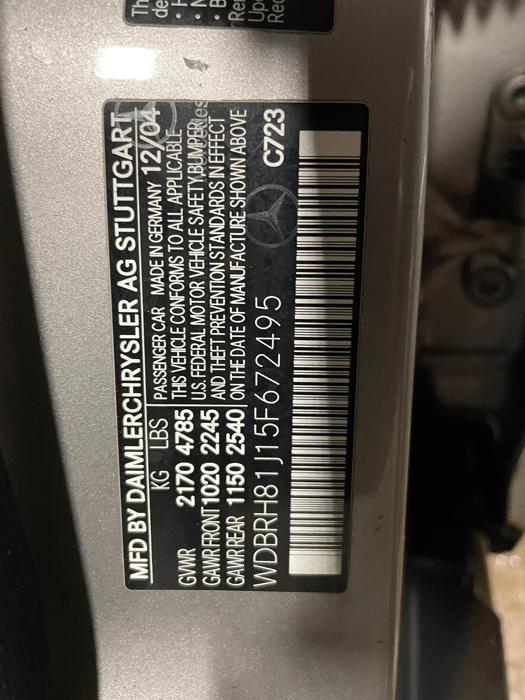 MFD BY DAIMLERCHRYSLER AG STUTTGART
KG LBS PASSENGER CAR MADE IN GERMANY 12/04
GVWR 2170 4785 THIS VEHICLE CONFORMS TO ALL APPLICABLE
GAWR FRONT 1020 2245 U.S. FEDERAL MOTOR VEHICLE SAFETY, BUMPER,
GAWR REAR 1150 2540 AND THEFT PREVENTION STANDARDS IN EFFECT
ON THE DATE OF MANUFACTURE SHOWN ABOVE
WDBRH81J15F672495 C723